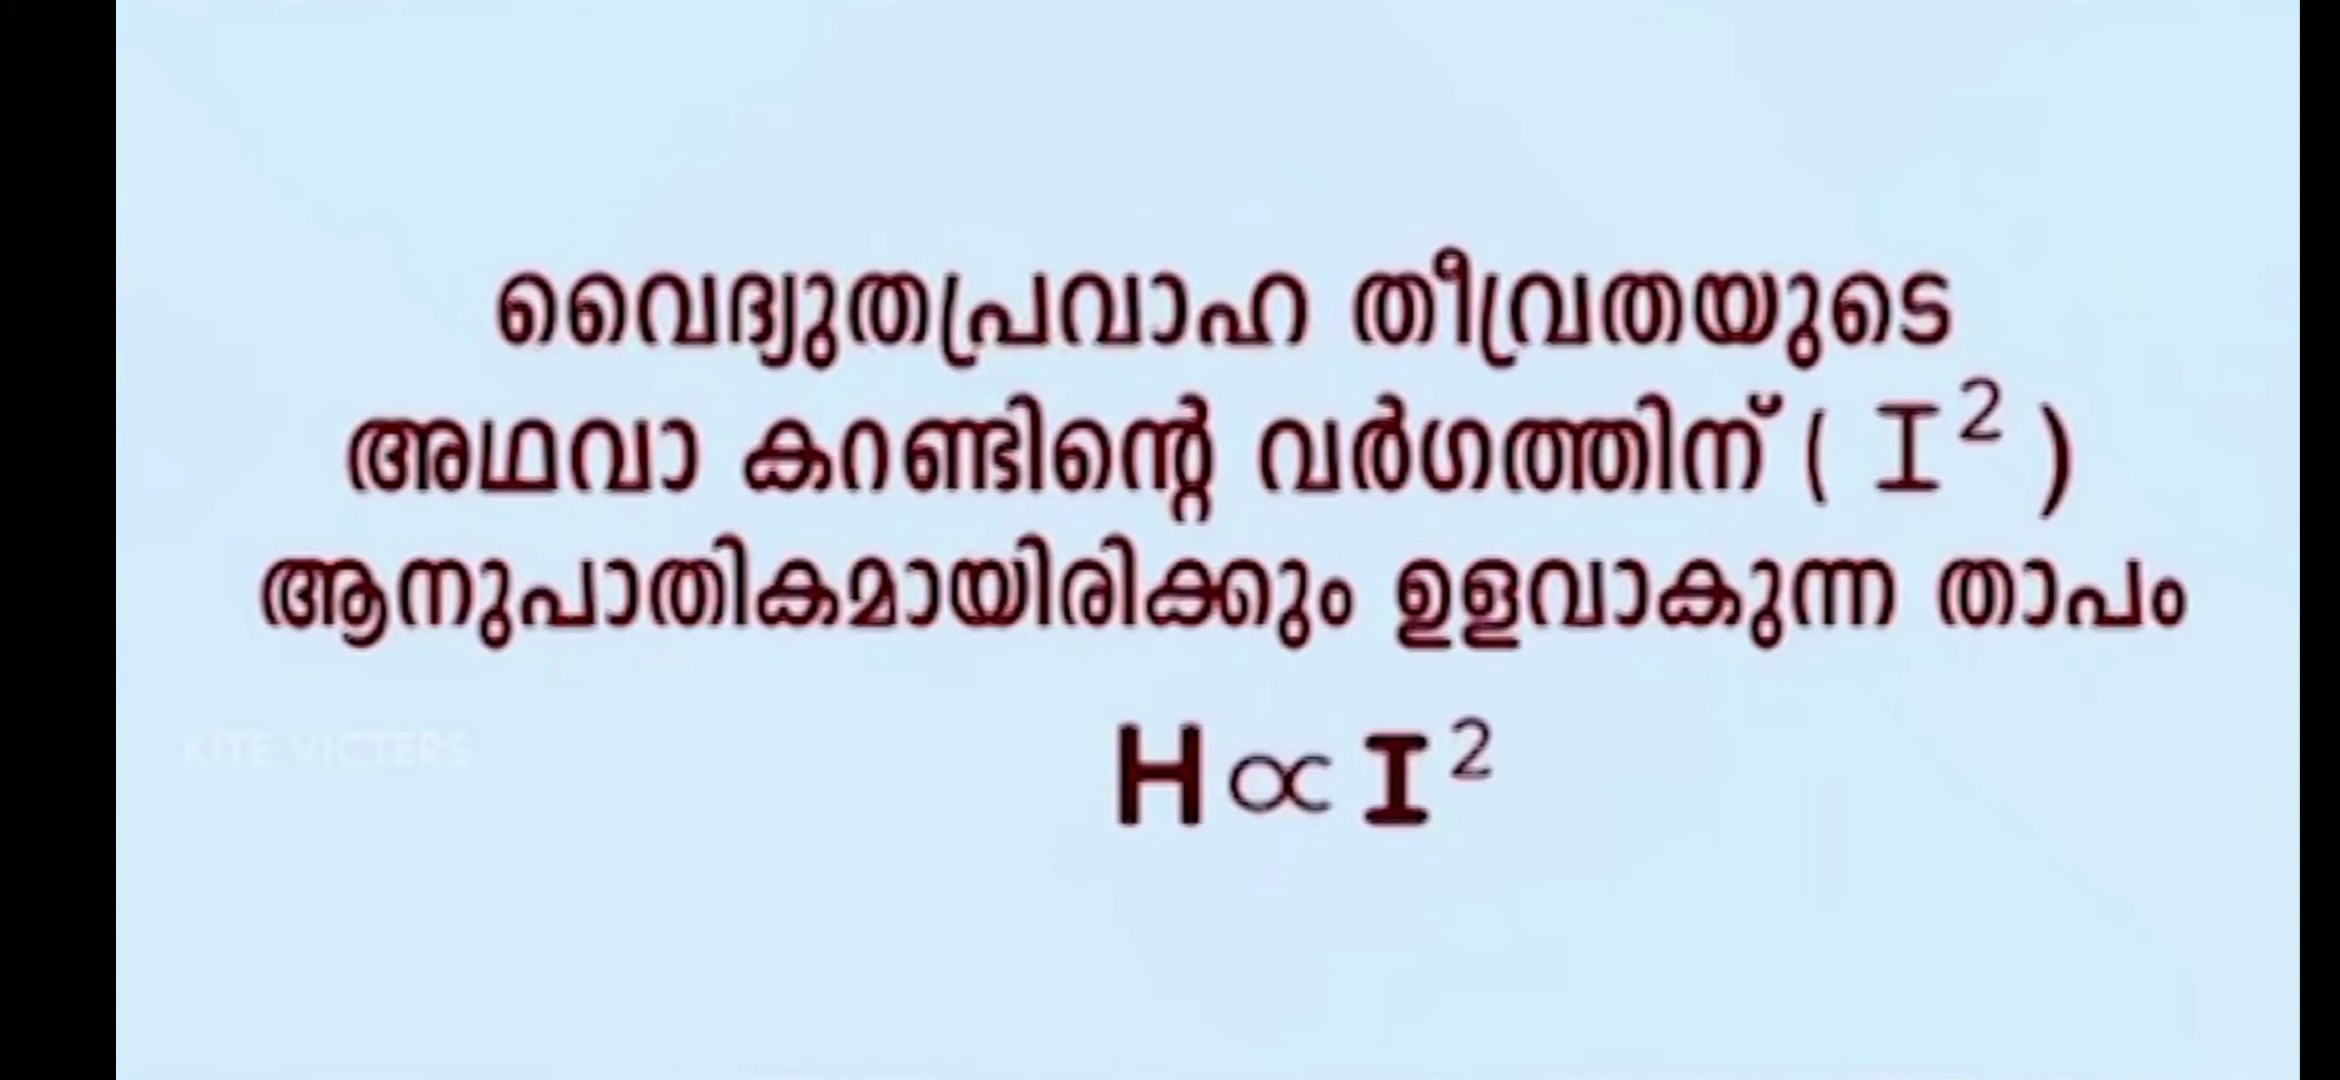 വൈദ്യുതപ്രവാഹ തീവ്രതയുടെ
അഥവാ കറണ്ടിന്റെ വർഗത്തിന് ( I² )
ആനുപാതികമായിരിക്കും ഉളവാകുന്ന താപം
KITE VICTERS
H ∝ I²